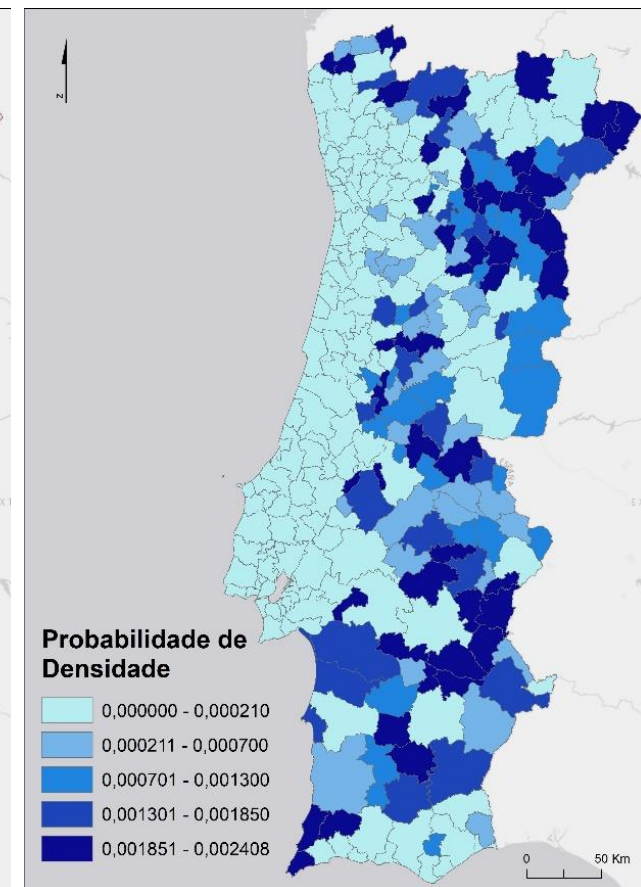 N
Probabilidade de
Densidade
0,000000 - 0,000210
0,000211 - 0,000700
0,000701 - 0,001300
0,001301 - 0,001850
0,001851 - 0,002408
0 50 Km